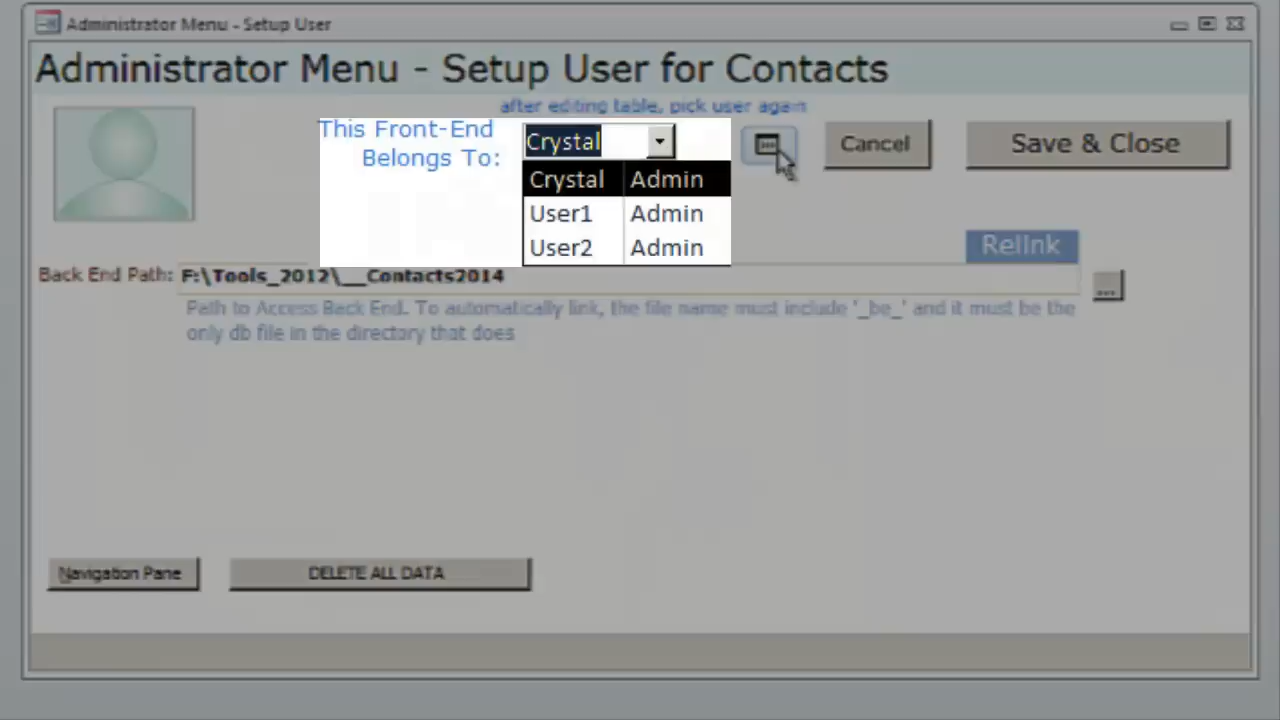 Administrator Menu - Setup User
Administrator Menu - Setup User for Contacts
after editing table, pick user again
This Front-End
Belongs To:
Crystal
Cancel
Save & Close
Crystal Admin
User1 Admin
User2 Admin
Relink
Back End Path: F:\Tools_2012\__Contacts2014
...
Path to Access Back End. To automatically link, the file name must include '_be_' and it must be the
only db file in the directory that does
Navigation Pane
DELETE ALL DATA